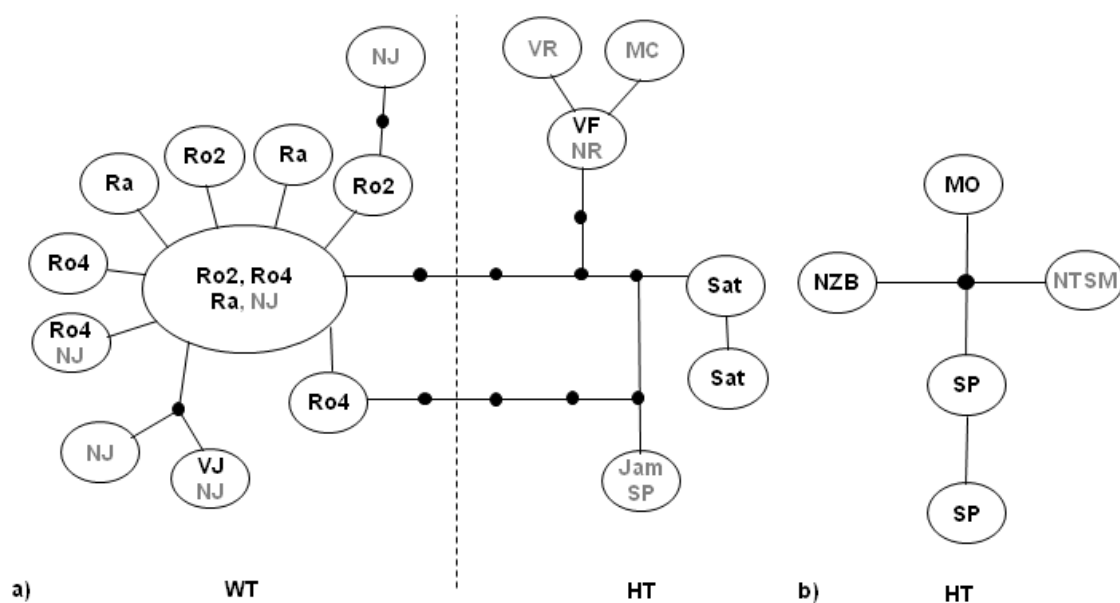 NJ
VR
MC
VF
NR
Ro2
Ra
Ra
Ro2
MO
Ro4
Ro2, Ro4
Ra, NJ
Sat
NZB
NTSM
Ro4
NJ
Sat
SP
Ro4
NJ
VJ
NJ
Jam
SP
SP
a)
WT
HT
b)
HT